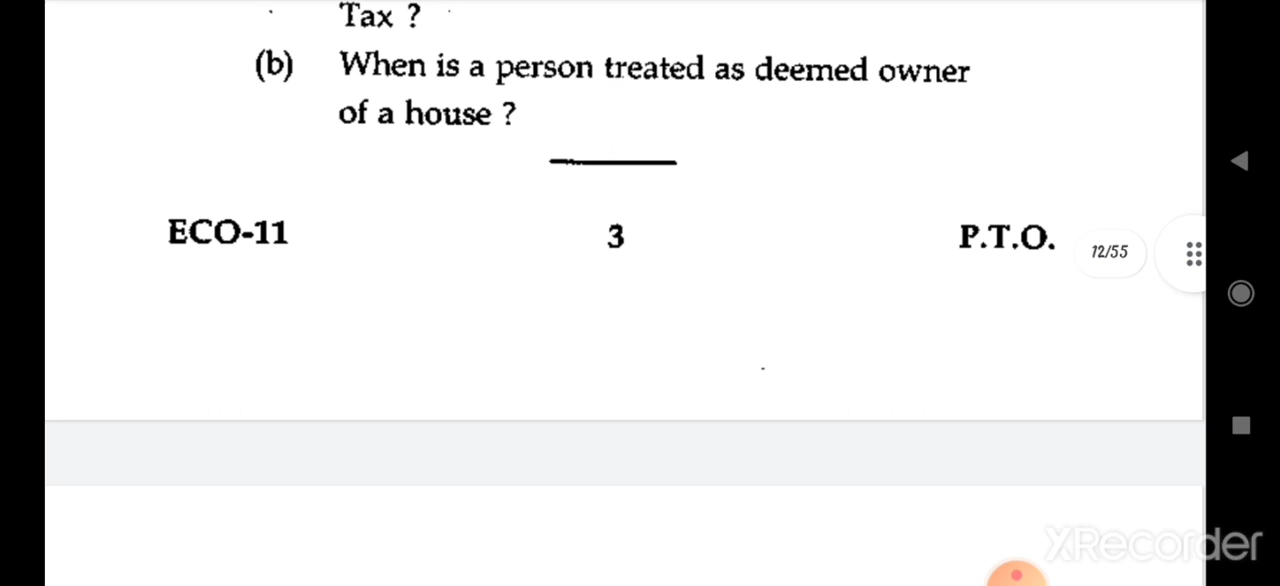 Tax ?
(b) When is a person treated as deemed owner
of a house ?
ECO-11 3 P.T.O.
12/55
XRecorder